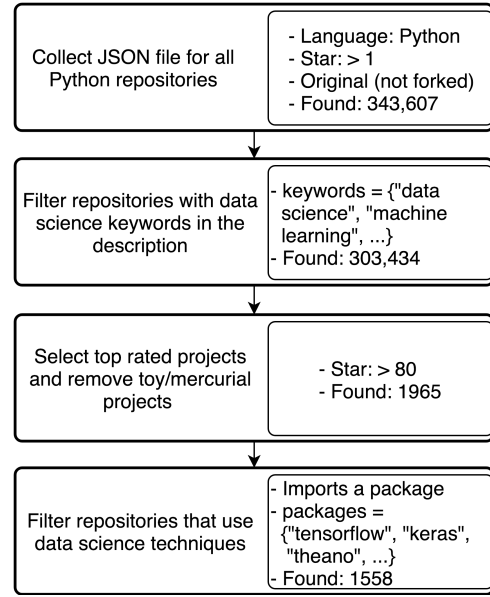 Collect JSON file for all
Python repositories
- Language: Python
- Star: > 1
- Original (not forked)
- Found: 343,607
Filter repositories with data
science keywords in the
description
- keywords = {"data
science", "machine
learning", ...}
- Found: 303,434
Select top rated projects
and remove toy/mercurial
projects
- Star: > 80
- Found: 1965
Filter repositories that use
data science techniques
- Imports a package
- packages =
{"tensorflow", "keras",
"theano", ...}
- Found: 1558